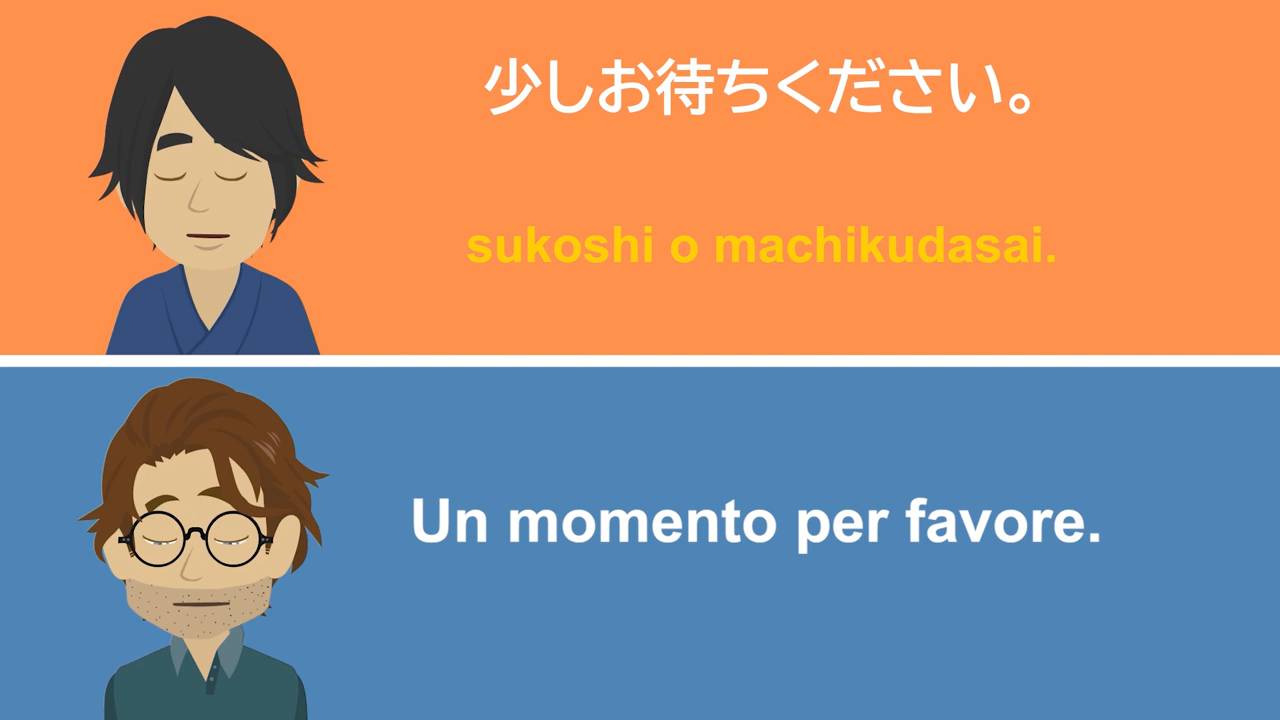 少しお待ちください。
sukoshi o machikudasai.
Un momento per favore.